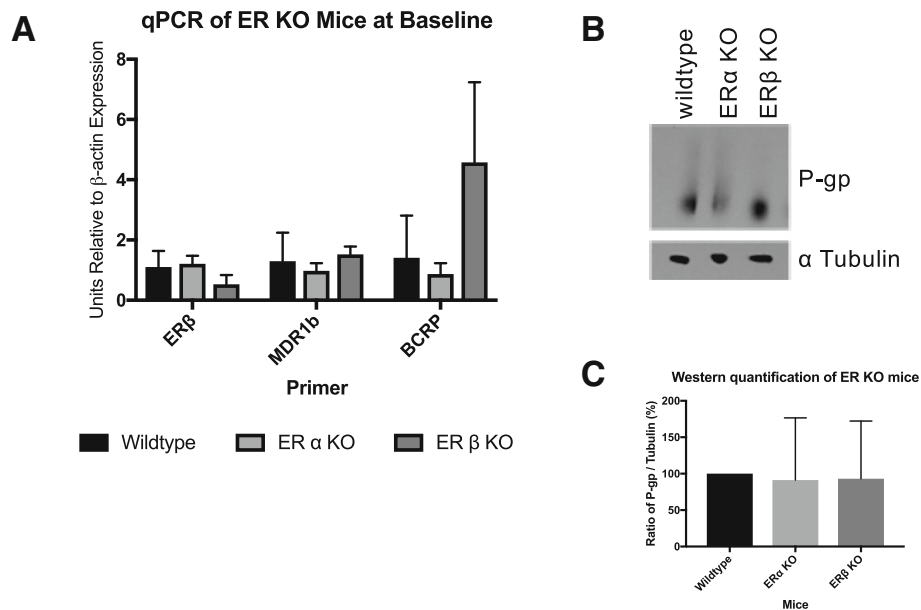 A
qPCR of ER KO Mice at Baseline
Units Relative to β-actin Expression
8
6
4
2
0
ERβ
MDR1b
BCRP
Primer
Wildtype
ER α KO
ER β KO
B
wildtype
ERα KO
ERβ KO
P-gp
α Tubulin
C
Western quantification of ER KO mice
Ratio of P-gp / Tubulin (%)
200
150
100
50
0
Wildtype
ERα KO
ERβ KO
Mice